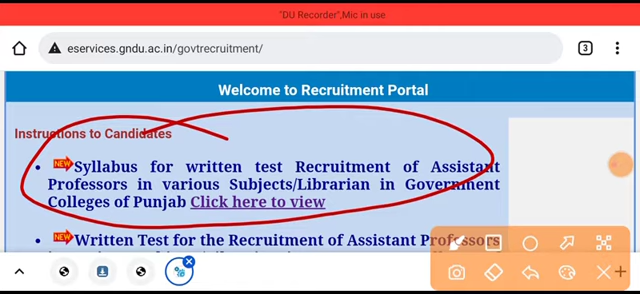 "DU Recorder",Mic in use
eservices.gndu.ac.in/govtrecruitment/
3
Welcome to Recruitment Portal
Instructions to Candidates
NEW Syllabus for written test Recruitment of Assistant
Professors in various Subjects/Librarian in Government
Colleges of Punjab Click here to view
NEW Written Test for the Recruitment of Assistant Professors